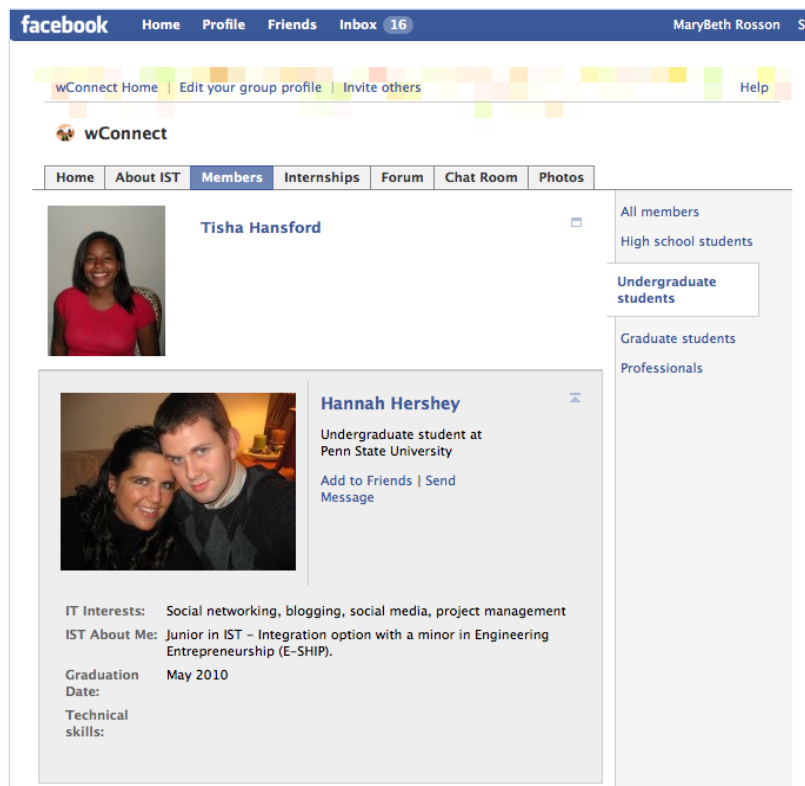 facebook Home Profile Friends Inbox 16 MaryBeth Rosson S
wConnect Home | Edit your group profile | Invite others Help
wConnect
Home About IST Members Internships Forum Chat Room Photos
Tisha Hansford
All members
High school students
Undergraduate
students
Graduate students
Professionals
Hannah Hershey
Undergraduate student at
Penn State University
Add to Friends | Send
Message
IT Interests: Social networking, blogging, social media, project management
IST About Me: Junior in IST – Integration option with a minor in Engineering
Entrepreneurship (E-SHIP).
Graduation May 2010
Date:
Technical
skills: